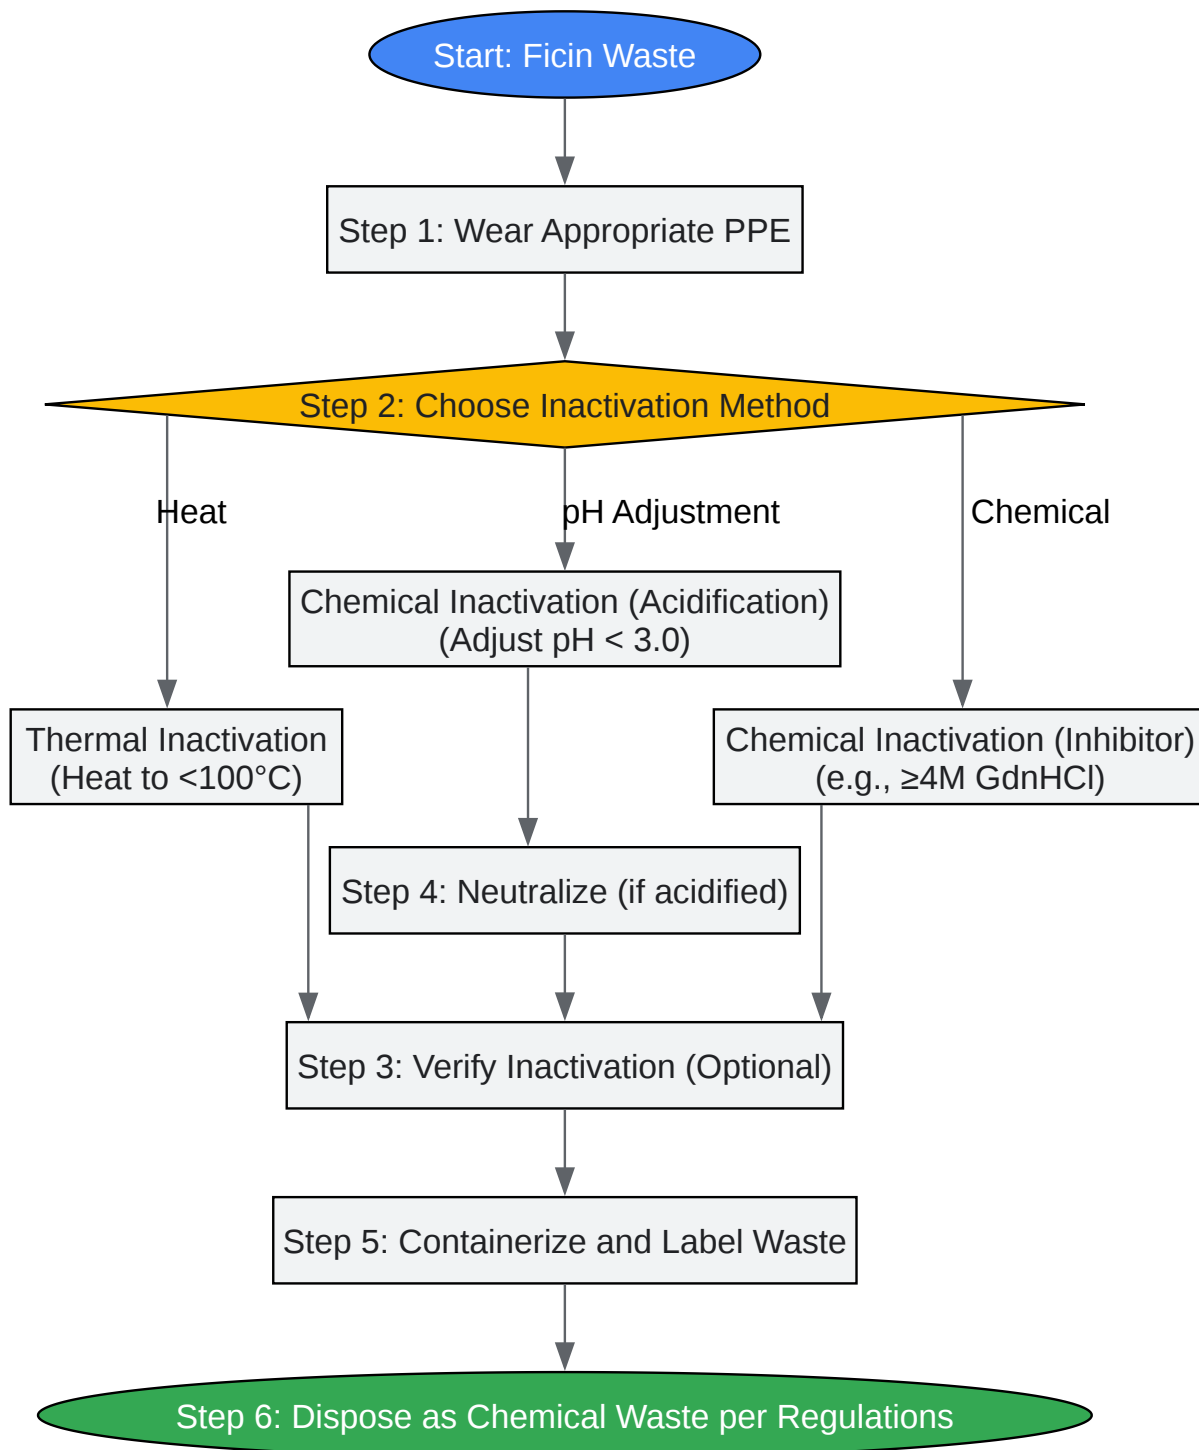 Start: Ficin Waste
Step 1: Wear Appropriate PPE
Step 2: Choose Inactivation Method
Heat
pH Adjustment
Chemical
Chemical Inactivation (Acidification)
(Adjust pH < 3.0)
Thermal Inactivation
(Heat to <100°C)
Chemical Inactivation (Inhibitor)
(e.g., ≥4M GdnHCl)
Step 4: Neutralize (if acidified)
Step 3: Verify Inactivation (Optional)
Step 5: Containerize and Label Waste
Step 6: Dispose as Chemical Waste per Regulations